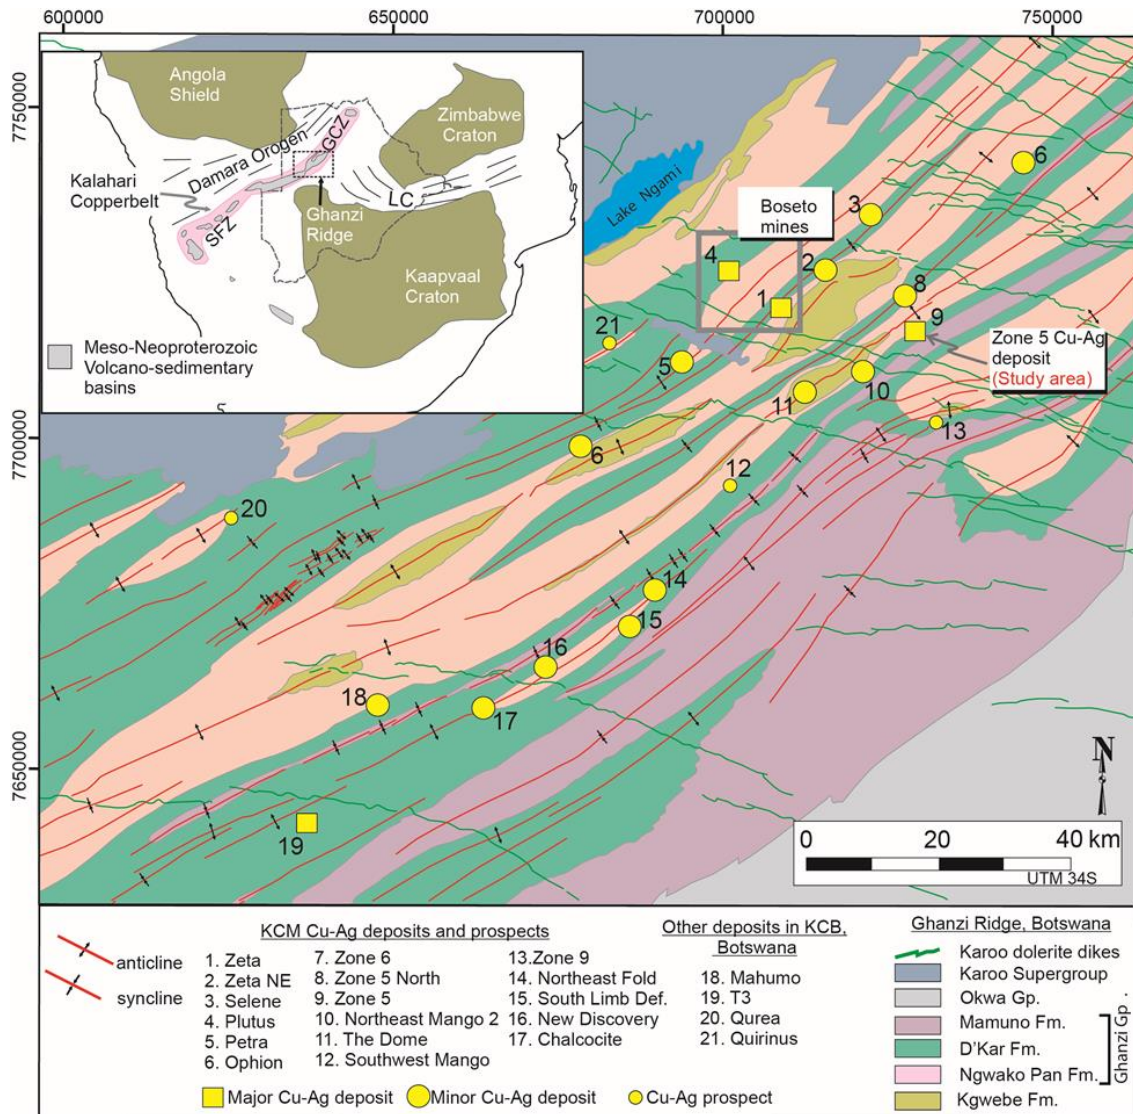 600000
650000
700000
750000
7750000
7700000
7650000
Angola
Shield
Zimbabwe
Craton
Damara Orogen
GCZ
Kalahari
Copperbelt
LC
SFZ
Ghanzi
Ridge
Kaapvaal
Craton
Meso-Neoproterozoic
Volcano-sedimentary
basins
Lake Ngami
Boseto
mines
6
3
4
2
1
8
9
21
5
Zone 5 Cu-Ag
deposit
(Study area)
10
11
13
6
12
20
14
15
16
18
17
19
N
0 20 40 km
UTM 34S
anticline
syncline
KCM Cu-Ag deposits and prospects
1. Zeta
2. Zeta NE
3. Selene
4. Plutus
5. Petra
6. Ophion
7. Zone 6
8. Zone 5 North
9. Zone 5
10. Northeast Mango 2
11. The Dome
12. Southwest Mango
13.Zone 9
14. Northeast Fold
15. South Limb Def.
16. New Discovery
17. Chalcocite
Other deposits in KCB,
Botswana
18. Mahumo
19. T3
20. Qurea
21. Quirinus
Major Cu-Ag deposit
Minor Cu-Ag deposit
Cu-Ag prospect
Ghanzi Ridge, Botswana
Karoo dolerite dikes
Karoo Supergroup
Okwa Gp.
Mamuno Fm.
D'Kar Fm.
Ngwako Pan Fm.
Kgwebe Fm.
Ghanzi Gp.